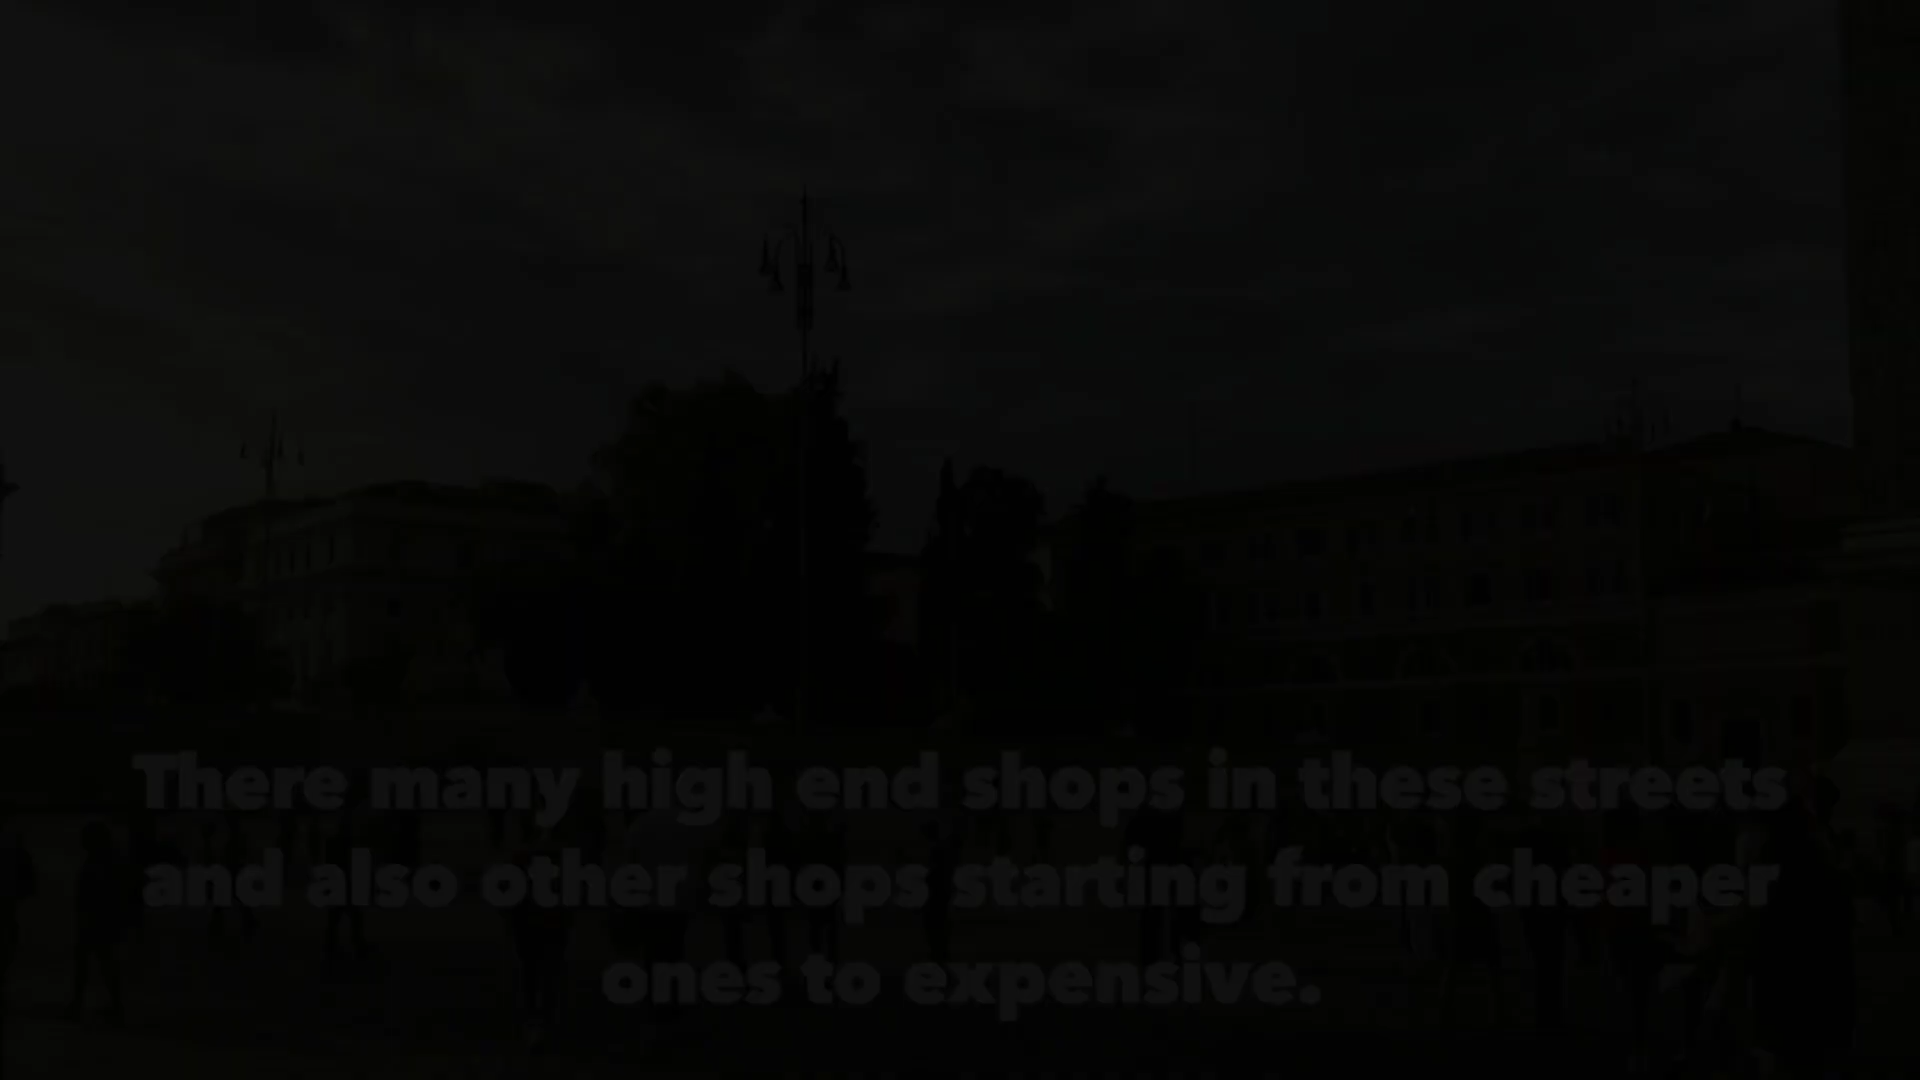 There many high end shops in these streets
and also other shops starting from cheaper
ones to expensive.